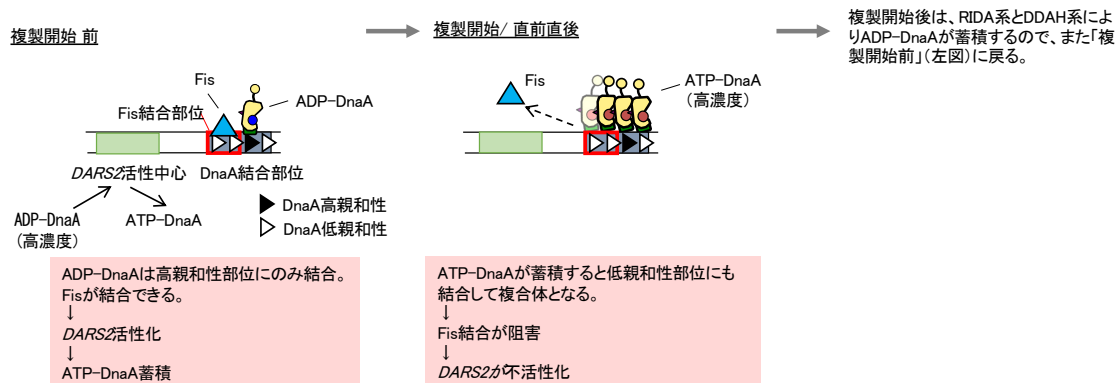 複製開始 前
Fis
ADP-DnaA
Fis結合部位
DARS2活性中心
DnaA結合部位
ADP-DnaA
(高濃度)
ATP-DnaA
DnaA高親和性
DnaA低親和性
ADP-DnaAは高親和性部位にのみ結合。
Fisが結合できる。
↓
DARS2活性化
↓
ATP-DnaA蓄積
複製開始/ 直前直後
Fis
ATP-DnaA
(高濃度)
ATP-DnaAが蓄積すると低親和性部位にも
結合して複合体となる。
↓
Fis結合が阻害
↓
DARS2が不活性化
複製開始後は、RIDA系とDDAH系によ
りADP-DnaAが蓄積するので、また「複
製開始前」(左図)に戻る。